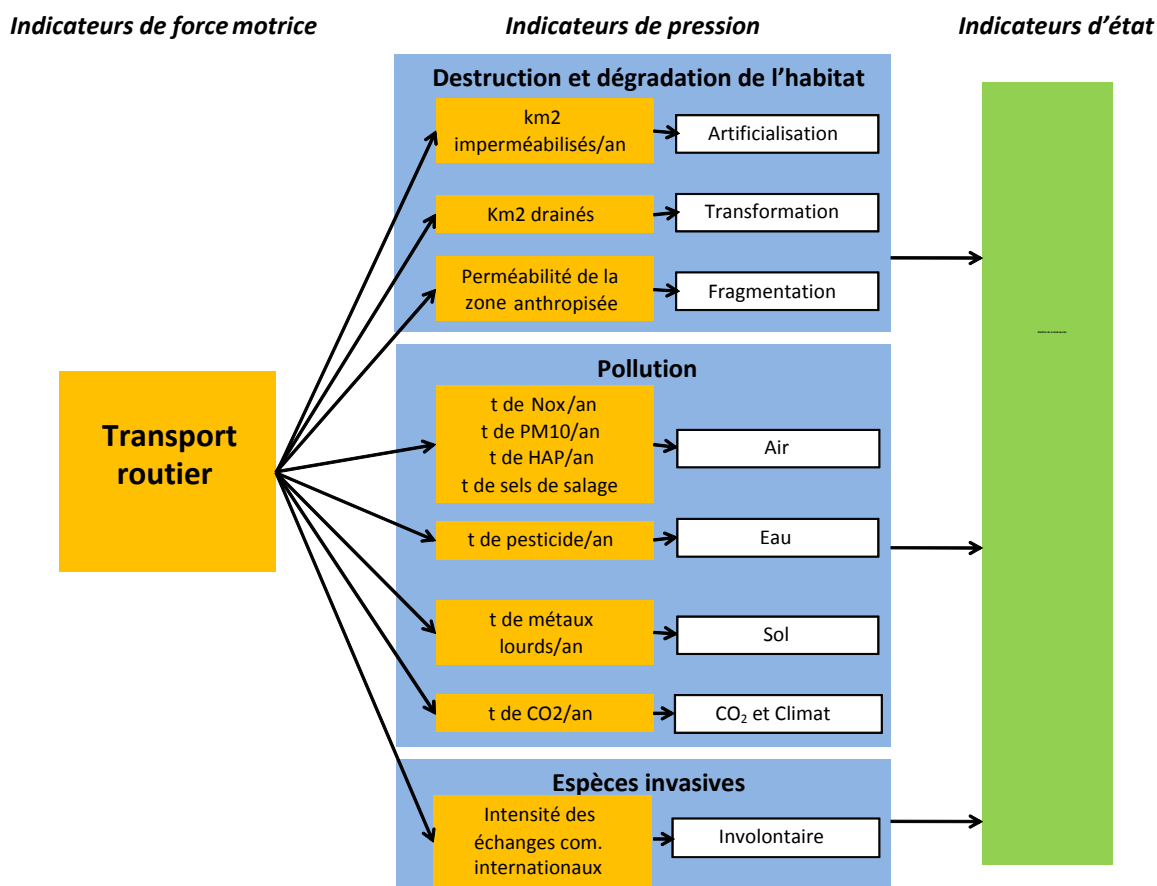 Indicateurs de force motrice
Indicateurs de pression
Indicateurs d’état
Destruction et dégradation de l’habitat
km2
imperméabilisés/an
Artificialisation
Km2 drainés
Transformation
Perméabilité de la
zone anthropisée
Fragmentation
Transport
routier
Pollution
t de Nox/an
t de PM10/an
t de HAP/an
t de sels de salage
Air
t de pesticide/an
Eau
t de métaux
lourds/an
Sol
t de CO2/an
CO₂ et Climat
Espèces invasives
Intensité des
échanges com.
internationaux
Involontaire